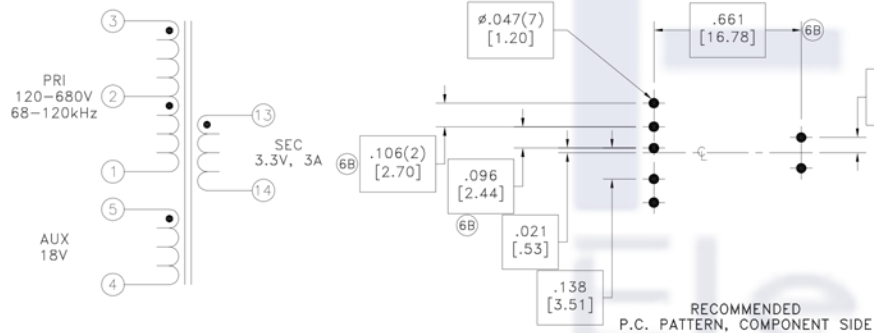 3
PRI
120-680V
68-120kHz
2
1
5
AUX
18V
4
13
SEC
3.3V, 3A
14
Ø.047(7)
[1.20]
.661
[16.78]
6B
6B
.106(2)
[2.70]
.096
[2.44]
6B
.021
[.53]
.138
[3.51]
℄
RECOMMENDED
P.C. PATTERN, COMPONENT SIDE